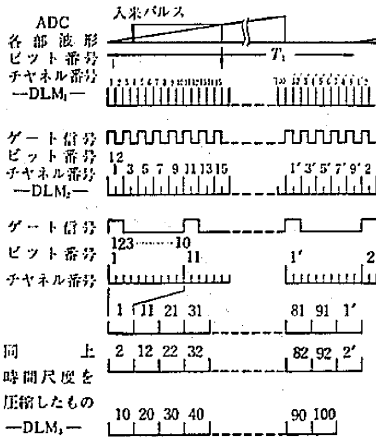 ADC 入来パルス
各部波形
ビット番号 T₁
チャネル番号
—DLM₁—
ゲート信号
ビット番号 12
チャネル番号 1 3 5 7 9 11 13 15 1′ 3′ 5′ 7′ 9′ 2
—DLM₂—
ゲート信号
ビット番号 123………10
チャネル番号 1 11 1′ 2
1 11 21 31 81 91 1′
同上 2 12 22 32 82 92 2′
時間尺度を
圧縮したもの
—DLM₃— 10 20 30 40 90 100